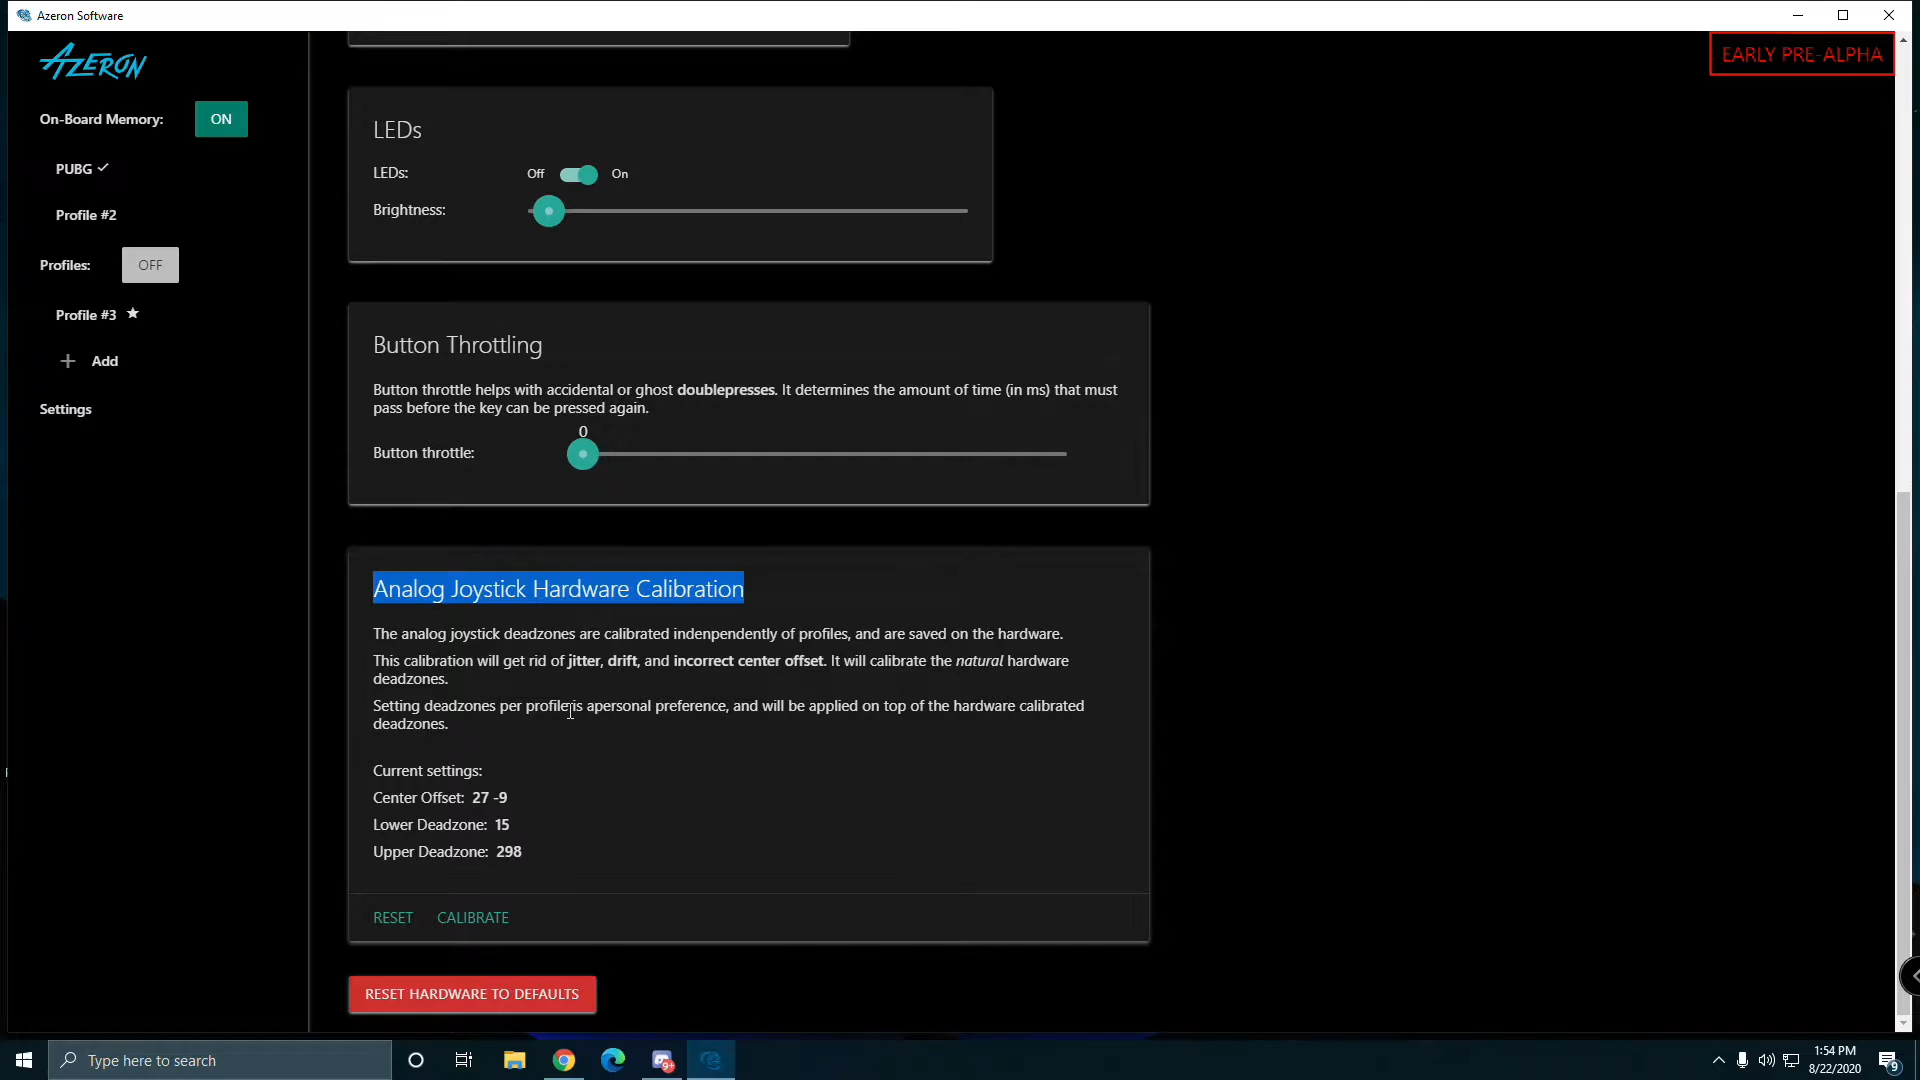 Azeron Software
AZERON
EARLY PRE-ALPHA
On-Board Memory: ON
PUBG
Profile #2
Profiles: OFF
Profile #3
Add
Settings
LEDs
LEDs: Off On
Brightness:
Button Throttling
Button throttle helps with accidental or ghost doublepresses. It determines the amount of time (in ms) that must
pass before the key can be pressed again.
0
Button throttle:
Analog Joystick Hardware Calibration
The analog joystick deadzones are calibrated indenpendently of profiles, and are saved on the hardware.
This calibration will get rid of jitter, drift, and incorrect center offset. It will calibrate the natural hardware
deadzones.
Setting deadzones per profile is apersonal preference, and will be applied on top of the hardware calibrated
deadzones.
Current settings:
Center Offset: 27 -9
Lower Deadzone: 15
Upper Deadzone: 298
RESET CALIBRATE
RESET HARDWARE TO DEFAULTS
Type here to search
9+
1:54 PM
8/22/2020
9